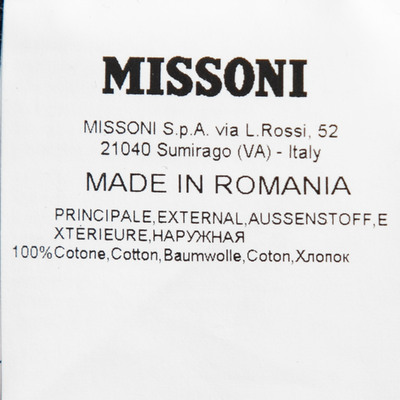 MISSONI
MISSONI S.p.A. via L.Rossi, 52
21040 Sumirago (VA) - Italy
MADE IN ROMANIA
PRINCIPALE,EXTERNAL,AUSSENSTOFF,E
XTÉRIEURE,НАРУЖНАЯ
100%Cotone,Cotton,Baumwolle,Coton,Хлопок